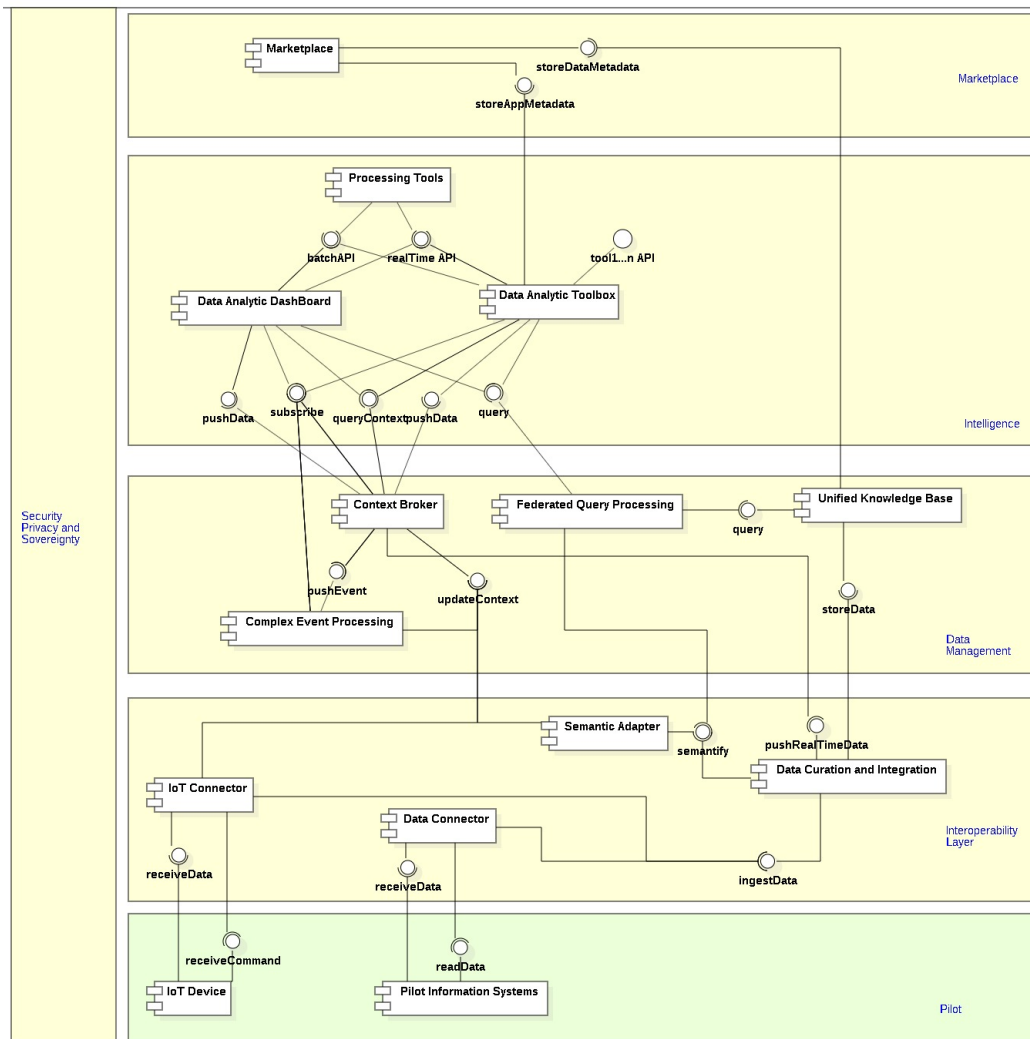 Marketplace
storeDataMetadata
Marketplace
storeAppMetadata
Processing Tools
batchAPI
realTime API
tool1...n API
Data Analytic DashBoard
Data Analytic Toolbox
pushData
subscribe
queryContext
pushData
query
Intelligence
Security
Privacy and
Sovereignty
Context Broker
Federated Query Processing
Unified Knowledge Base
query
pushEvent
updateContext
storeData
Complex Event Processing
Data
Management
Semantic Adapter
semantify
pushRealTimeData
Data Curation and Integration
IoT Connector
Data Connector
Interoperability
Layer
receiveData
receiveData
ingestData
receiveCommand
readData
IoT Device
Pilot Information Systems
Pilot